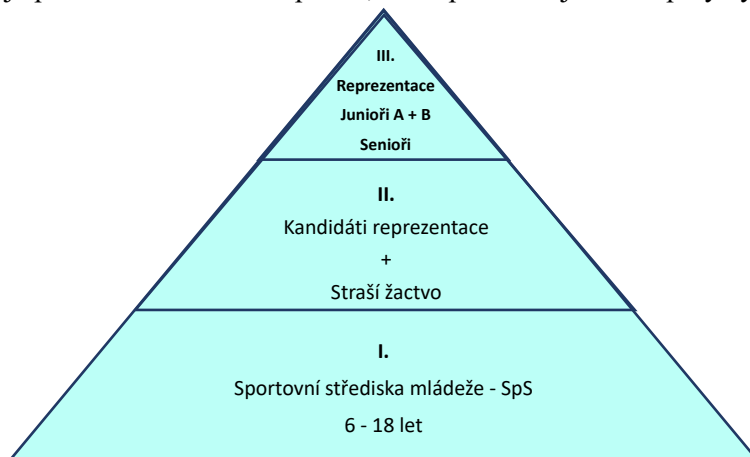 III.
Reprezentace
Junioři A + B
Senioři
II.
Kandidáti reprezentace
+
Straší žactvo
I.
Sportovní střediska mládeže - SpS
6 - 18 let